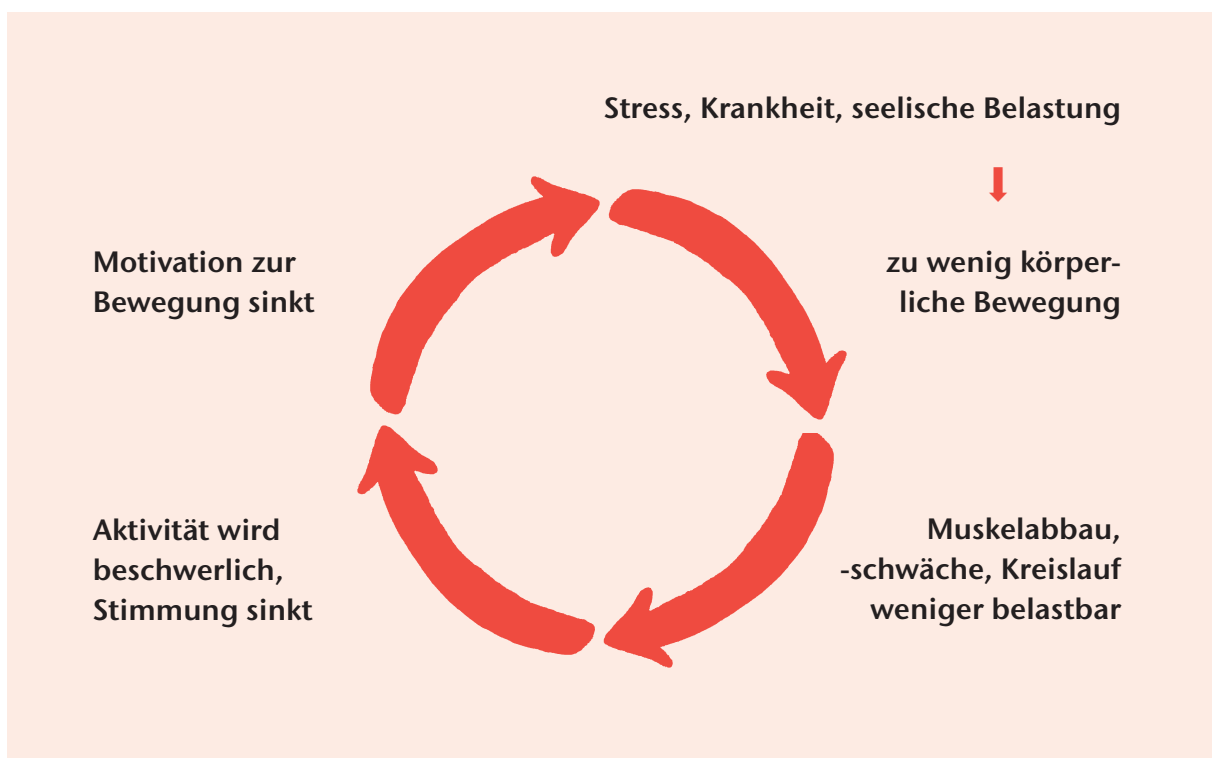 Stress, Krankheit, seelische Belastung
zu wenig körper-
liche Bewegung
Muskelabbau,
-schwäche, Kreislauf
weniger belastbar
Aktivität wird
beschwerlich,
Stimmung sinkt
Motivation zur
Bewegung sinkt